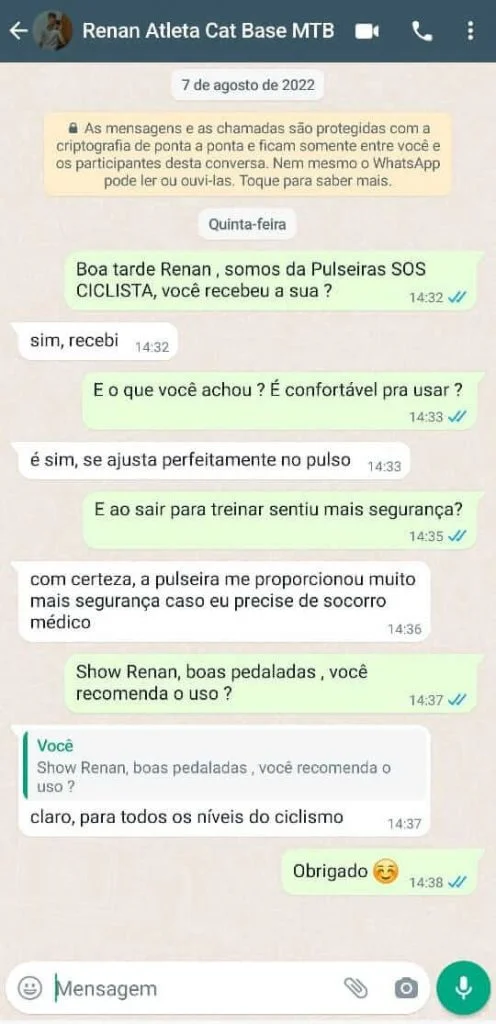 Renan Atleta Cat Base MTB
7 de agosto de 2022
As mensagens e as chamadas são protegidas com a
criptografia de ponta a ponta e ficam somente entre você e
os participantes desta conversa. Nem mesmo o WhatsApp
pode ler ou ouvi-las. Toque para saber mais.
Quinta-feira
Boa tarde Renan , somos da Pulseiras SOS
CICLISTA, você recebeu a sua ?
14:32
sim, recebi
14:32
E o que você achou ? É confortável pra usar ?
14:33
é sim, se ajusta perfeitamente no pulso
14:33
E ao sair para treinar sentiu mais segurança?
14:35
com certeza, a pulseira me proporcionou muito
mais segurança caso eu precise de socorro
médico
14:36
Show Renan, boas pedaladas , você
recomenda o uso ?
14:37
Você
Show Renan, boas pedaladas , você recomenda o
uso ?
claro, para todos os níveis do ciclismo
14:37
Obrigado ☺️
14:38
Mensagem